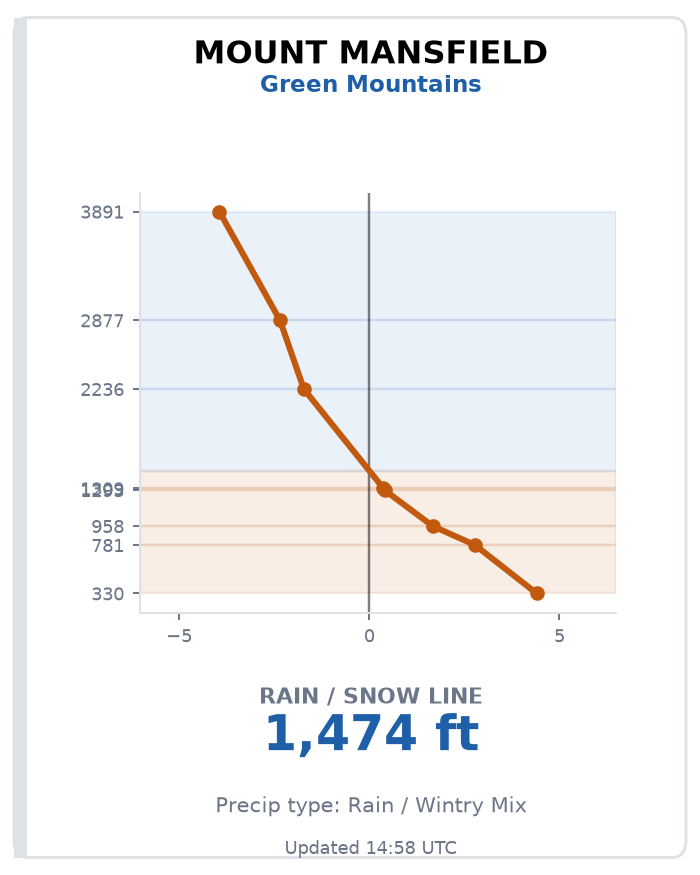 MOUNT MANSFIELD
Green Mountains
3891
2877
2236
958
781
330
−5 0 5
RAIN / SNOW LINE
1,474 ft
Precip type: Rain / Wintry Mix
Updated 14:58 UTC